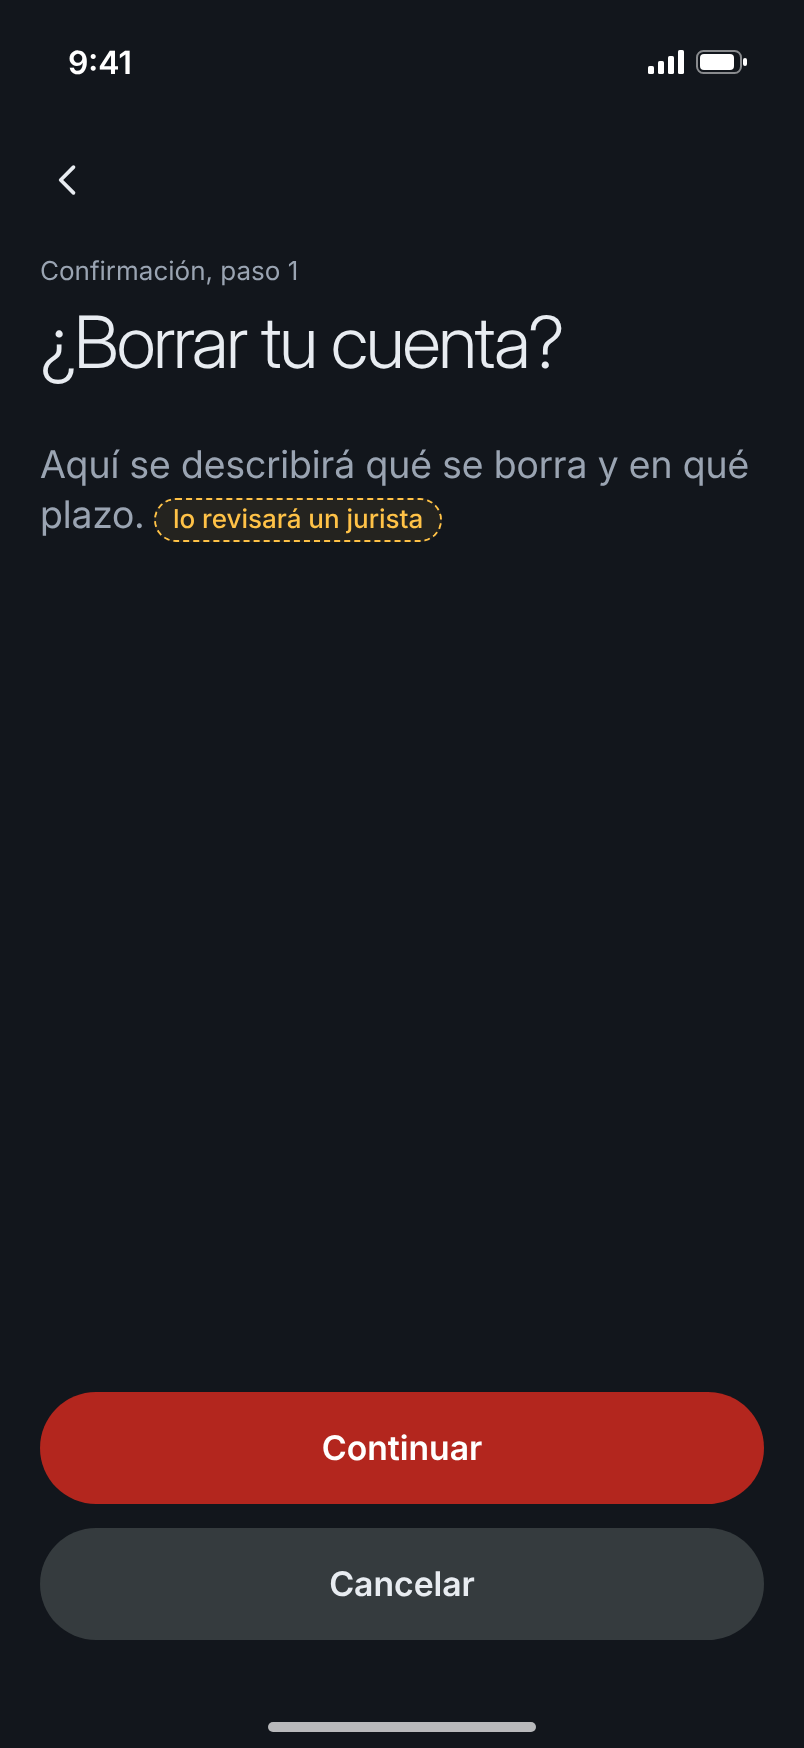 9:41
Confirmación, paso 1
¿Borrar tu cuenta?
Aquí se describirá qué se borra y en qué
plazo. lo revisará un jurista
Continuar
Cancelar